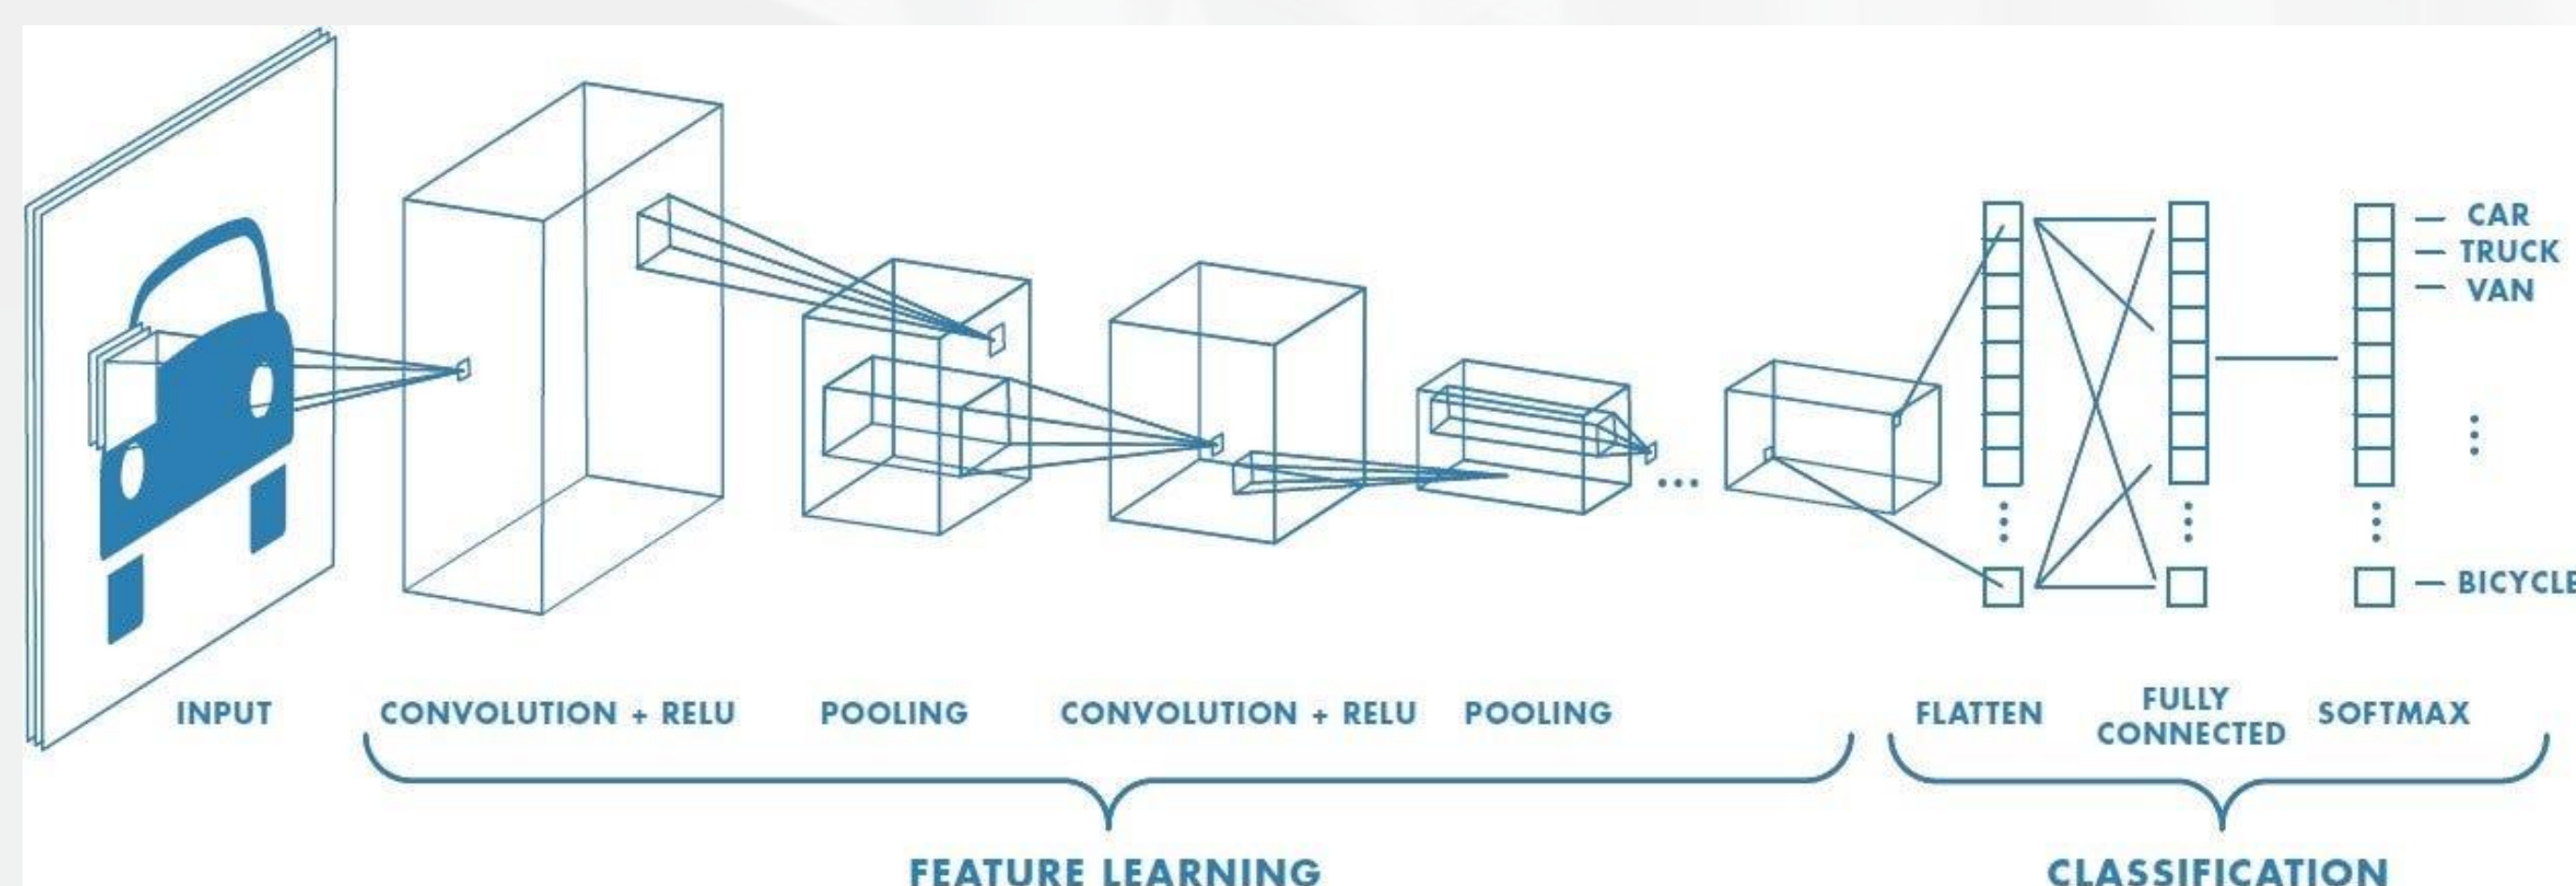 CAR
TRUCK
VAN
BICYCLE
INPUT
CONVOLUTION + RELU
POOLING
CONVOLUTION + RELU
POOLING
FLATTEN
FULLY
CONNECTED
SOFTMAX
FEATURE LEARNING
CLASSIFICATION